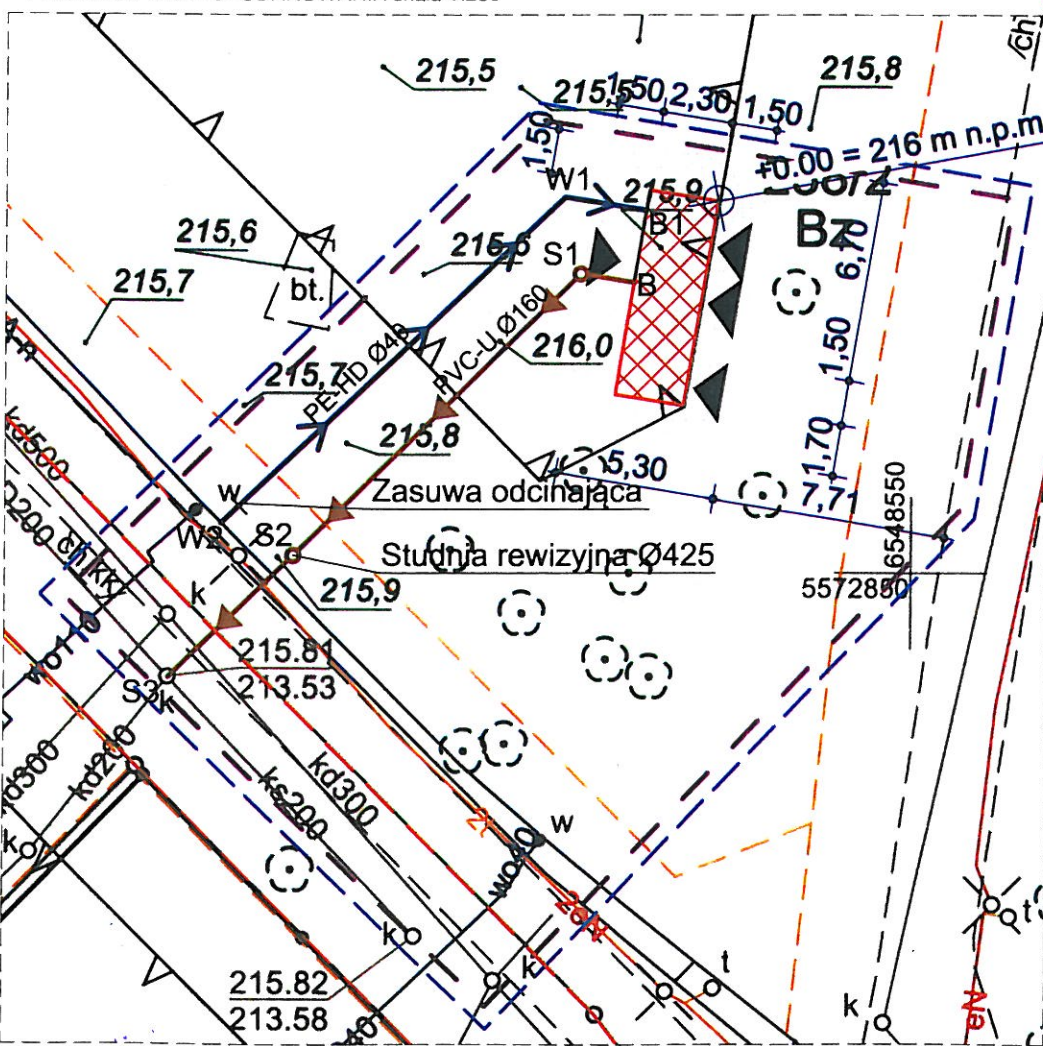 215,5
215,5
1,50
2,30
1,50
215,8
/ch
1,50
+0.00 = 216 m n.p.m
W1
215,9
B1
Bz
6,70
215,6
215,6
S1
B
bt.
215,7
PVC-U Ø160
216,0
1,50
215,7
kd500
215,8
1,70
5,30
7,71
6548550
w
Zasuwa odcinająca
W2
S2
Studnia rewizyjna Ø425
5572850
k
215,9
215.81
213.53
S3
k
kd300
kd200
ks200
kd300
w
wo40
k
k
k
t
t
k
215.82
213.58
eN